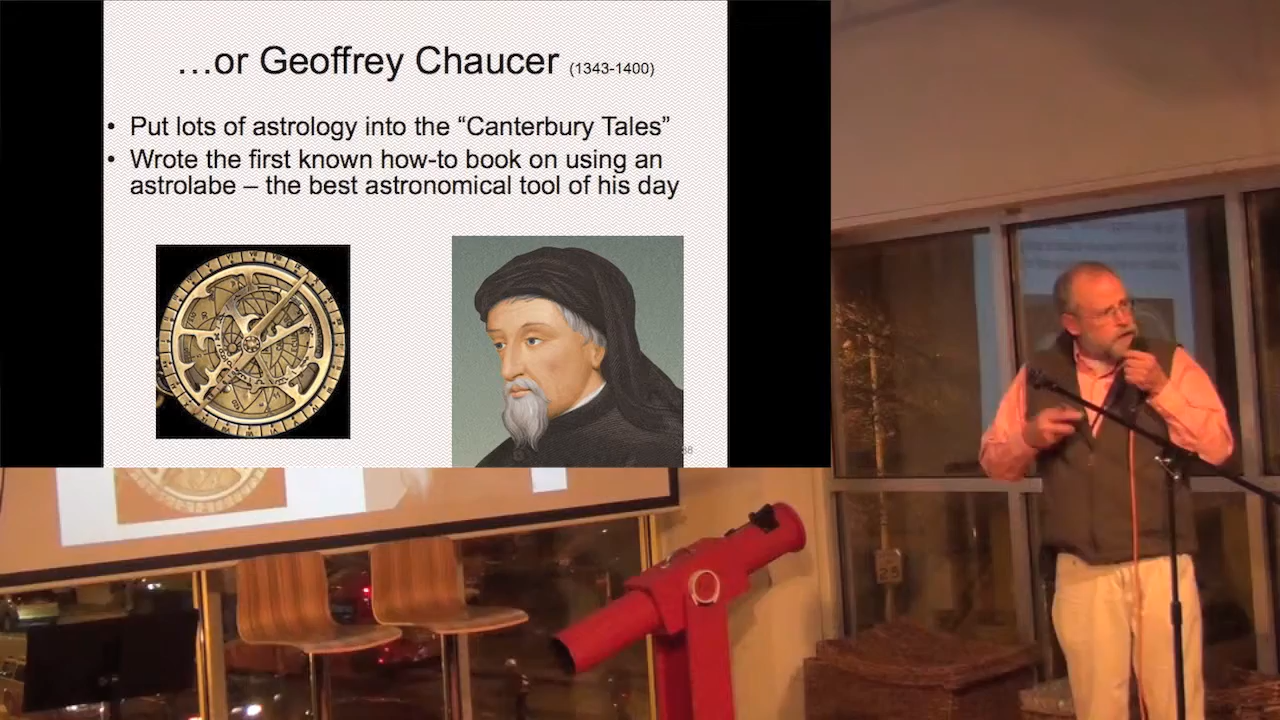 …or Geoffrey Chaucer (1343-1400)
• Put lots of astrology into the “Canterbury Tales”
• Wrote the first known how-to book on using an
astrolabe – the best astronomical tool of his day